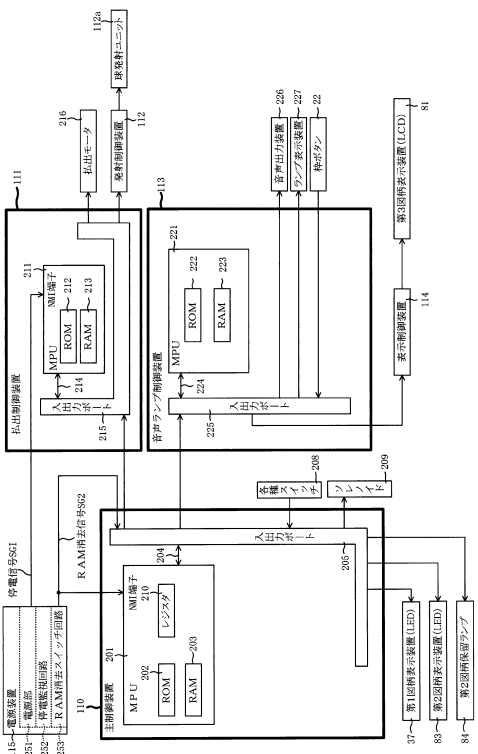 112a
球発射ユニット
216
払出モータ
発射制御装置
112
111
払出制御装置
211
NMI端子
212
ROM
213
RAM
MPU
214
入出力ポート
215
113
音声ランプ制御装置
221
222
ROM
223
RAM
MPU
224
入出力ポート
225
226
音声出力装置
227
ランプ表示装置
22
枠ボタン
81
第3図柄表示装置(LCD)
114
表示制御装置
停電信号SG1
RAM消去信号SG2
115
電源装置
251
電源部
252
停電監視回路
253
RAM消去スイッチ回路
110
主制御装置
201
MPU
NMI端子
210
レジスタ
202
ROM
203
RAM
204
入出力ポート
205
各種スイッチ
208
ソレノイド
209
37
第1図柄表示装置(LED)
83
第2図柄表示装置(LED)
84
第2図柄保留ランプ